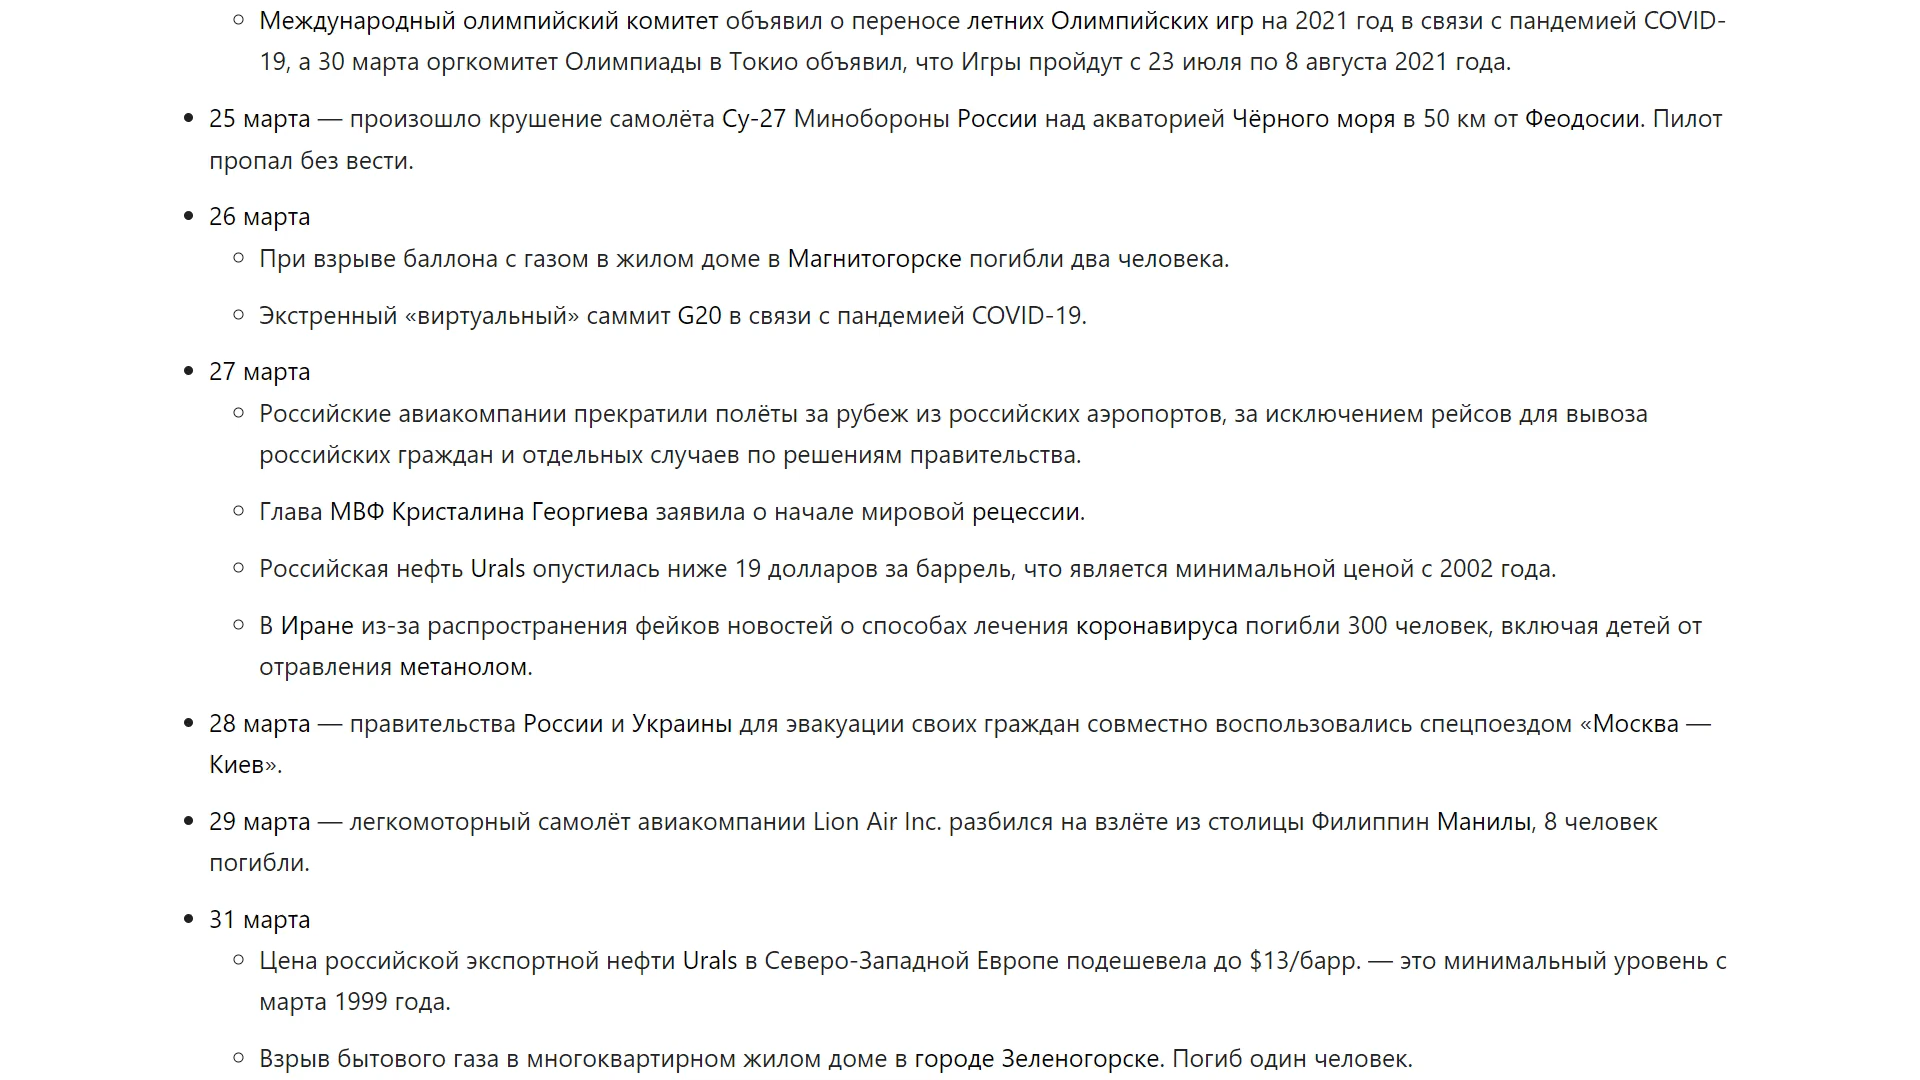 Международный олимпийский комитет объявил о переносе летних Олимпийских игр на 2021 год в связи с пандемией COVID-
19, а 30 марта оргкомитет Олимпиады в Токио объявил, что Игры пройдут с 23 июля по 8 августа 2021 года.
25 марта — произошло крушение самолёта Су-27 Минобороны России над акваторией Чёрного моря в 50 км от Феодосии. Пилот
пропал без вести.
26 марта
При взрыве баллона с газом в жилом доме в Магнитогорске погибли два человека.
Экстренный «виртуальный» саммит G20 в связи с пандемией COVID-19.
27 марта
Российские авиакомпании прекратили полёты за рубеж из российских аэропортов, за исключением рейсов для вывоза
российских граждан и отдельных случаев по решениям правительства.
Глава МВФ Кристалина Георгиева заявила о начале мировой рецессии.
Российская нефть Urals опустилась ниже 19 долларов за баррель, что является минимальной ценой с 2002 года.
В Иране из-за распространения фейков новостей о способах лечения коронавируса погибли 300 человек, включая детей от
отравления метанолом.
28 марта — правительства России и Украины для эвакуации своих граждан совместно воспользовались спецпоездом «Москва —
Киев».
29 марта — легкомоторный самолёт авиакомпании Lion Air Inc. разбился на взлёте из столицы Филиппин Манилы, 8 человек
погибли.
31 марта
Цена российской экспортной нефти Urals в Северо-Западной Европе подешевела до $13/барр. — это минимальный уровень с
марта 1999 года.
Взрыв бытового газа в многоквартирном жилом доме в городе Зеленогорске. Погиб один человек.